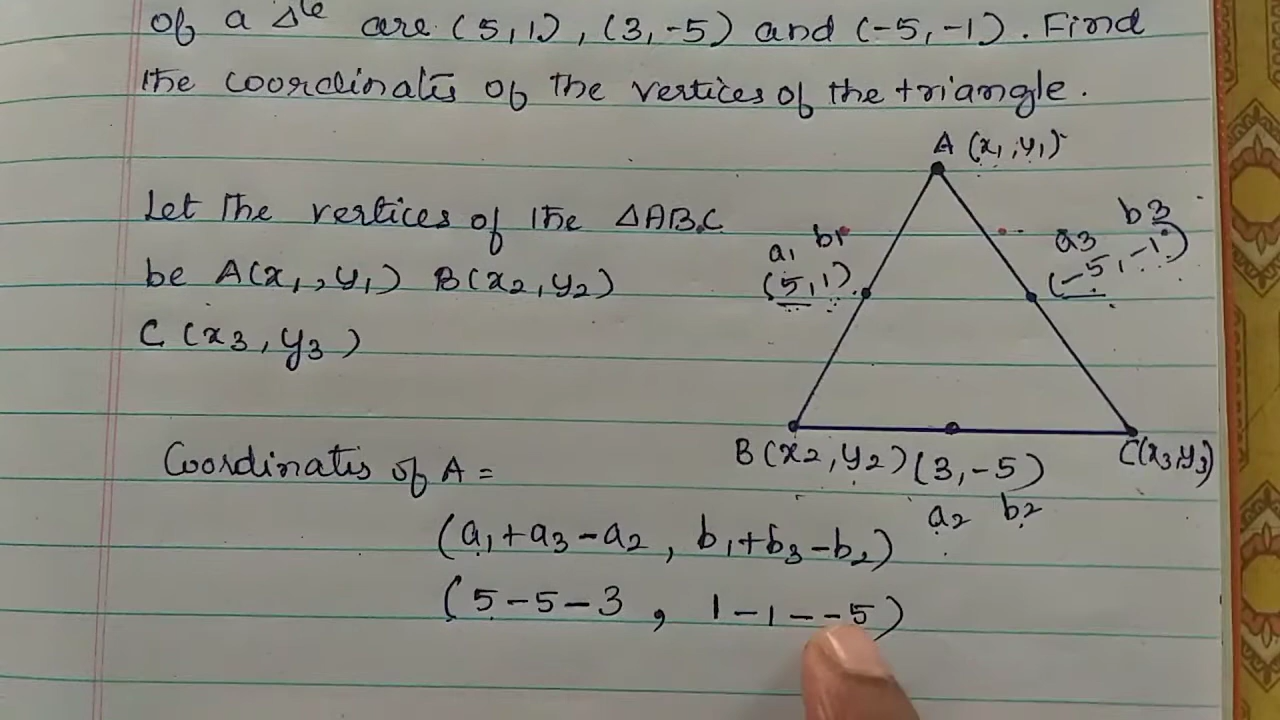 of a Δle are (5,1), (3,-5) and (-5,-1). Find
the coordinates of the vertices of the triangle.
A (x₁,y₁)
Let the vertices of the ΔABC
be A(x₁,y₁) B(x₂,y₂)
C (x₃,y₃)
a₁ b₁
(5,1)
a₃ b₃
(-5,-1)
B(x₂,y₂) (3,-5) C(x₃,y₃)
a₂ b₂
Coordinates of A =
(a₁+a₃-a₂, b₁+b₃-b₂)
(5-5-3, 1-1--5)